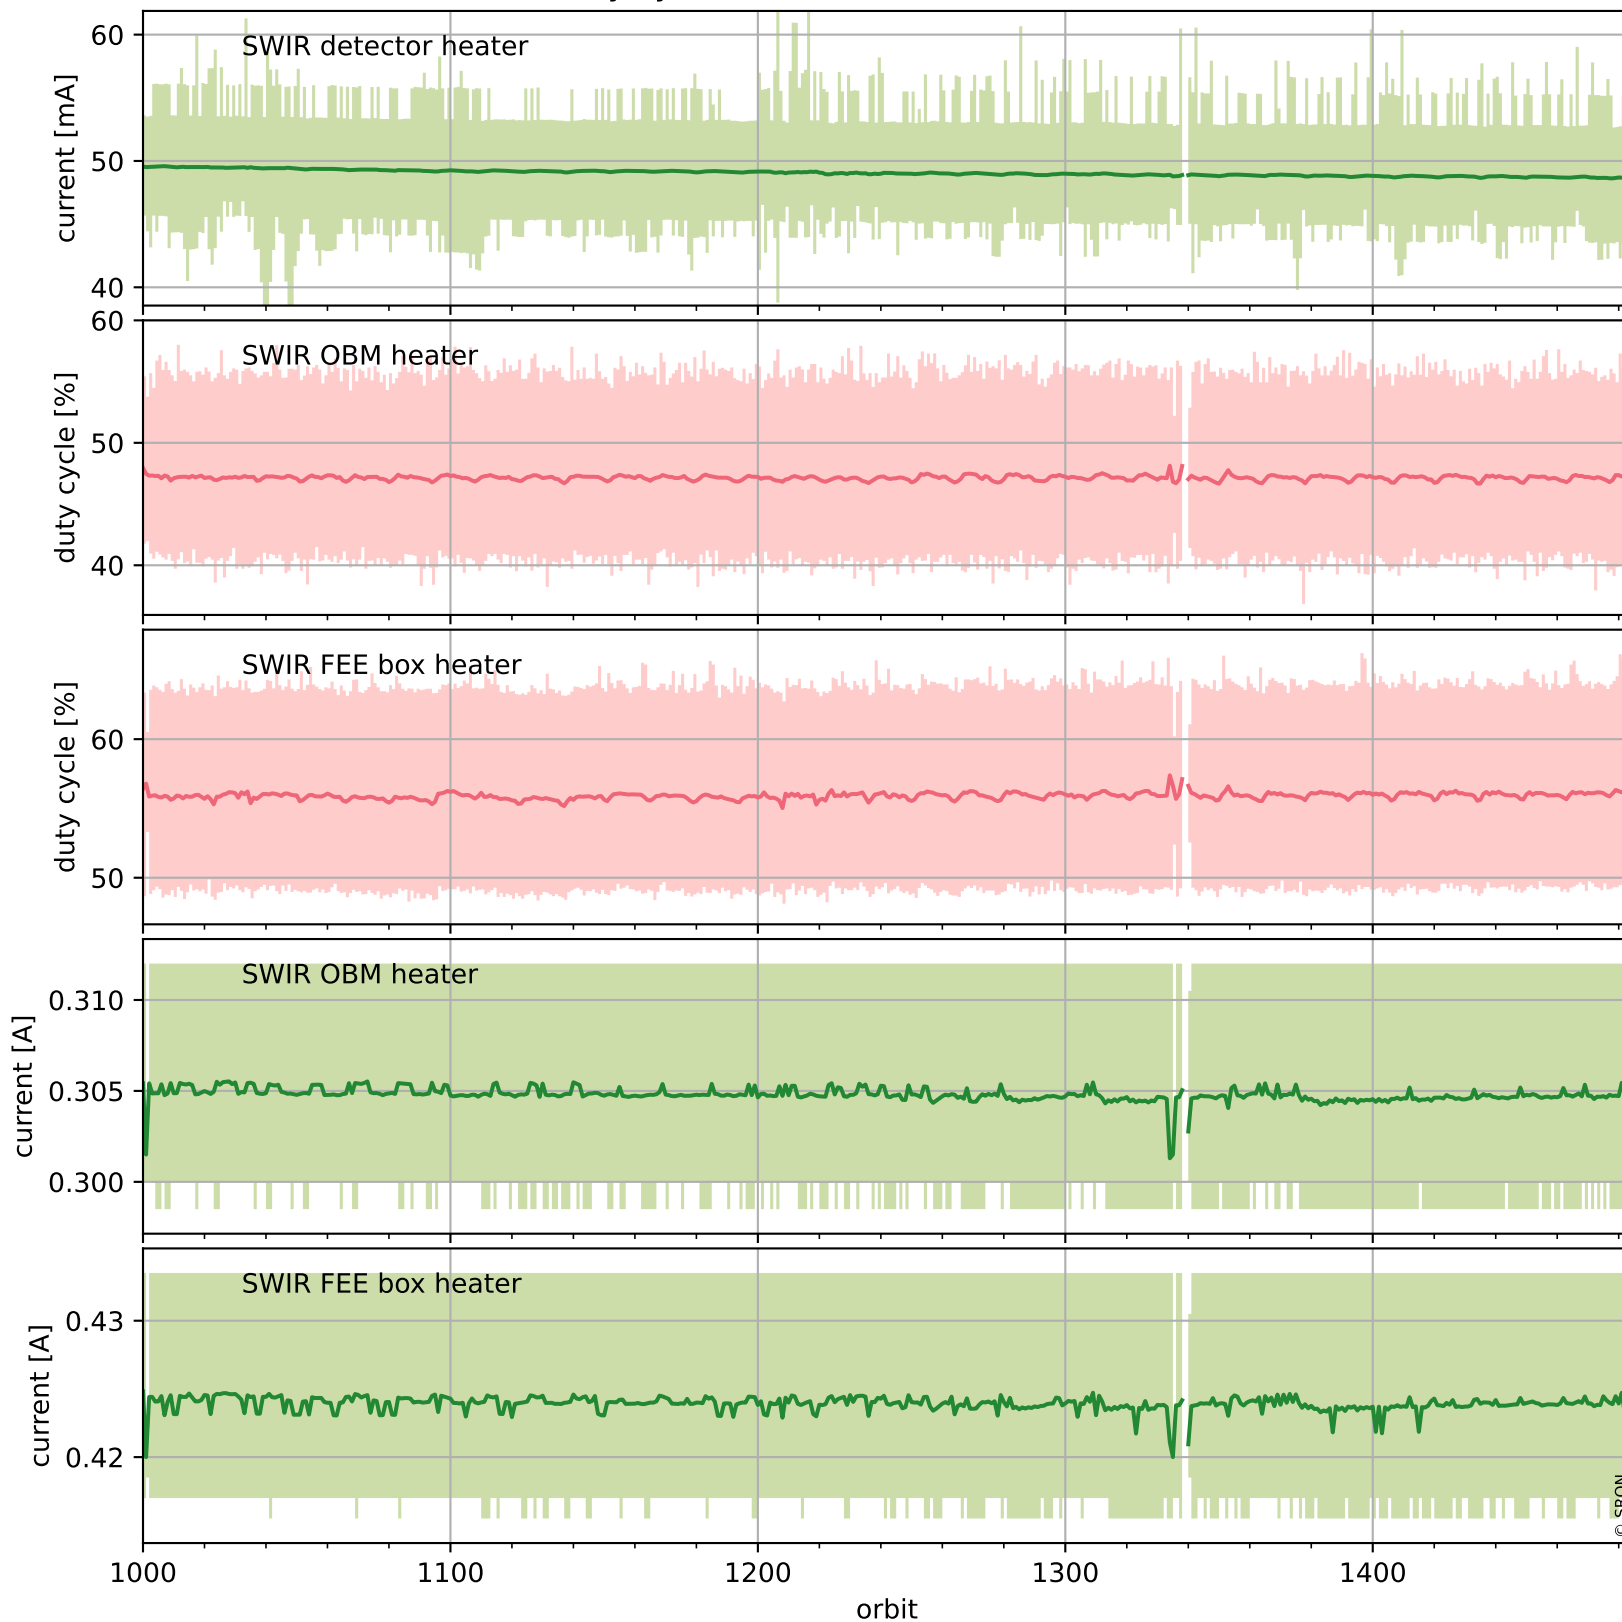 60
SWIR detector heater
50
40
current [mA]
60
SWIR OBM heater
50
40
duty cycle [%]
SWIR FEE box heater
60
50
duty cycle [%]
SWIR OBM heater
0.310
0.305
0.300
current [A]
SWIR FEE box heater
0.43
0.42
current [A]
© SRON
1000 1100 1200 1300 1400
orbit